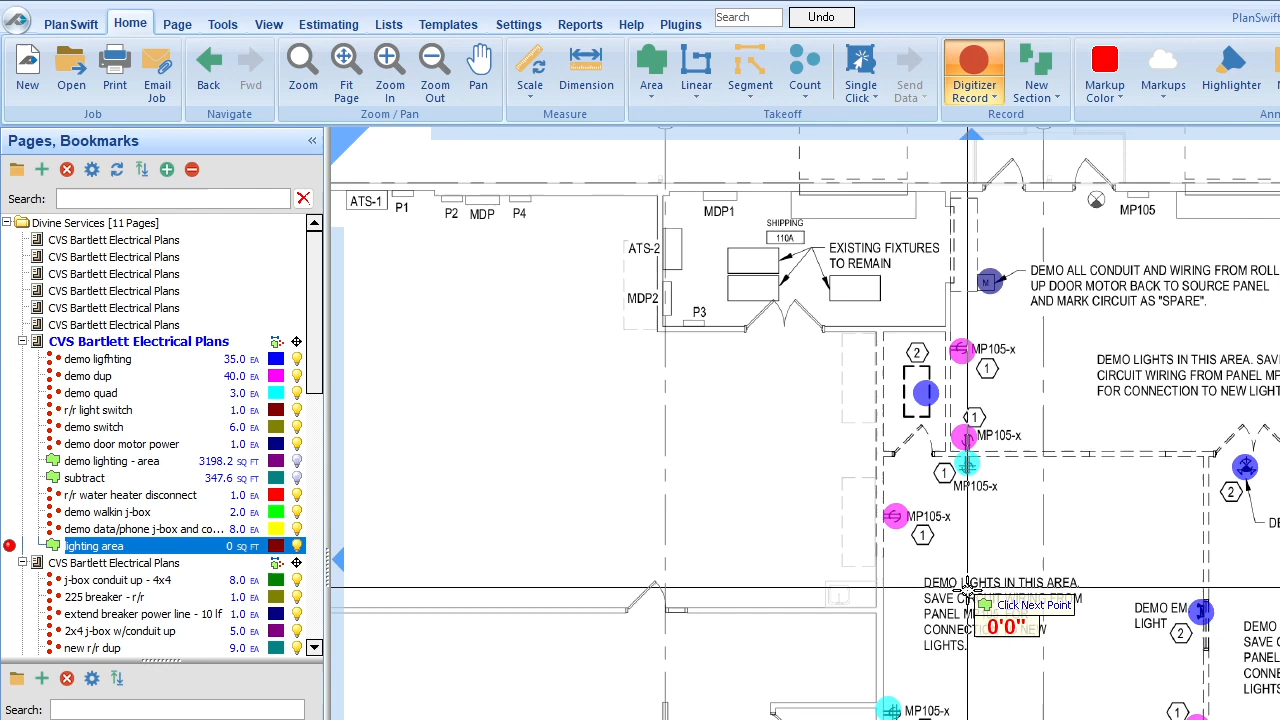 PlanSwift Home Page Tools View Estimating Lists Templates Settings Reports Help Plugins Search Undo PlanSwift
New Open Print Email Job Back Fwd Zoom Fit Page Zoom In Zoom Out Pan Scale Dimension Area Linear Segment Count Single Click Send Data Digitizer Record New Section Markup Color Markups Highlighter
Job Navigate Zoom / Pan Measure Takeoff Record
Pages, Bookmarks
Search:
Divine Services [11 Pages]
CVS Bartlett Electrical Plans
CVS Bartlett Electrical Plans
CVS Bartlett Electrical Plans
CVS Bartlett Electrical Plans
CVS Bartlett Electrical Plans
CVS Bartlett Electrical Plans
CVS Bartlett Electrical Plans
demo ligfhting 35.0 EA
demo dup 40.0 EA
demo quad 3.0 EA
r/r light switch 1.0 EA
demo switch 6.0 EA
demo door motor power 1.0 EA
demo lighting - area 3198.2 SQ FT
subtract 347.6 SQ FT
r/r water heater disconnect 1.0 EA
demo walkin j-box 2.0 EA
demo data/phone j-box and co... 8.0 EA
lighting area 0 SQ FT
CVS Bartlett Electrical Plans
j-box conduit up - 4x4 8.0 EA
225 breaker - r/r 1.0 EA
extend breaker power line - 10 lf 1.0 EA
2x4 j-box w/conduit up 5.0 EA
new r/r dup 9.0 EA
Search:
ATS-1 P1 P2 MDP P4
MDP1
SHIPPING
110A
MP105
ATS-2
EXISTING FIXTURES
TO REMAIN
MDP2
P3
M
DEMO ALL CONDUIT AND WIRING FROM ROLL
UP DOOR MOTOR BACK TO SOURCE PANEL
AND MARK CIRCUIT AS "SPARE".
2
MP105-x
1
DEMO LIGHTS IN THIS AREA. SAV
CIRCUIT WIRING FROM PANEL MP
FOR CONNECTION TO NEW LIGHT
1
MP105-x
1
MP105-x
2
MP105-x
1
DEMO LIGHTS IN THIS AREA.
Click Next Point
0'0"
LIGHTS.
DEMO EM
LIGHT
2
DEMO
SAVE C
PANEL
CONNEC
LIGHTS
MP105-x
1